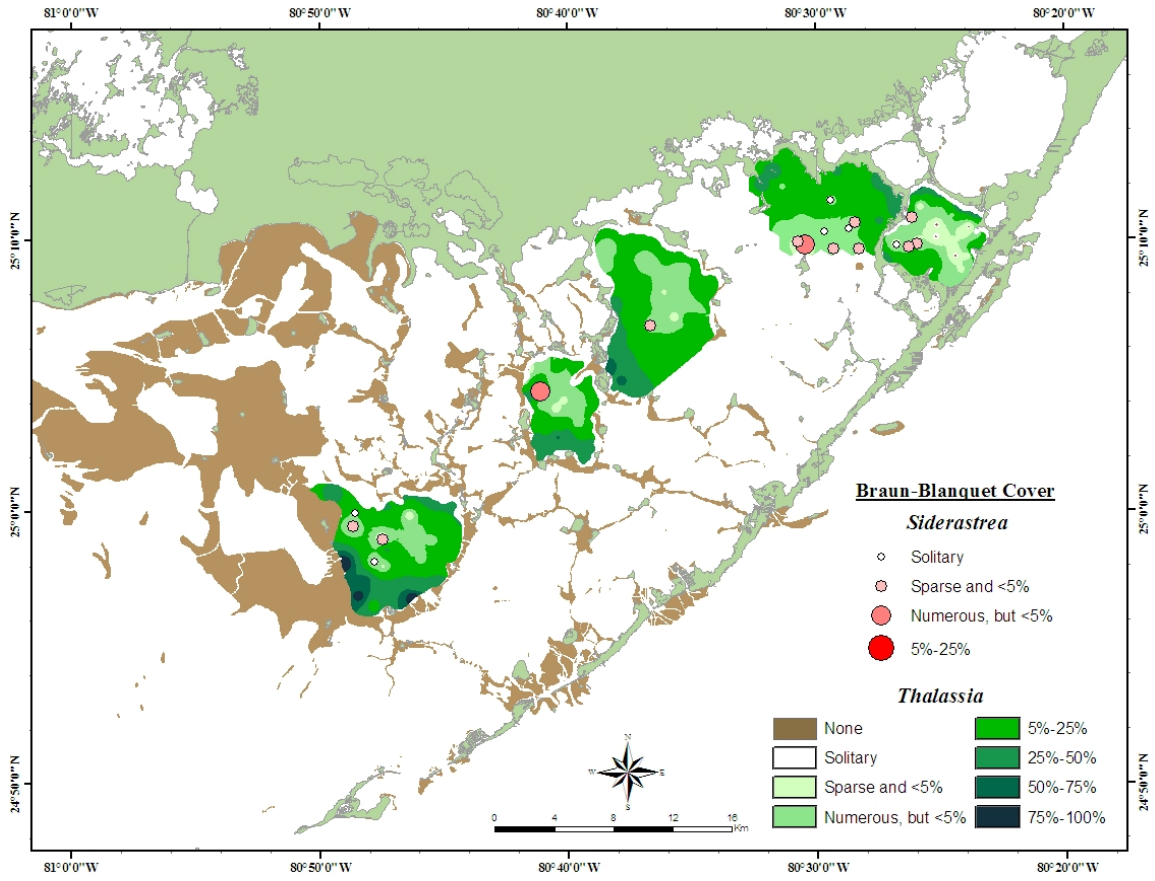 81°0'0"W 80°50'0"W 80°40'0"W 80°30'0"W 80°20'0"W
25°10'0"N 25°10'0"N
25°0'0"N 25°0'0"N
24°50'0"N 24°50'0"N
Braun-Blanquet Cover
Siderastrea
Solitary
Sparse and <5%
Numerous, but <5%
5%-25%
Thalassia
None 5%-25%
Solitary 25%-50%
Sparse and <5% 50%-75%
Numerous, but <5% 75%-100%
N
W E
S
0 4 8 12 16
Km
81°0'0"W 80°50'0"W 80°40'0"W 80°30'0"W 80°20'0"W